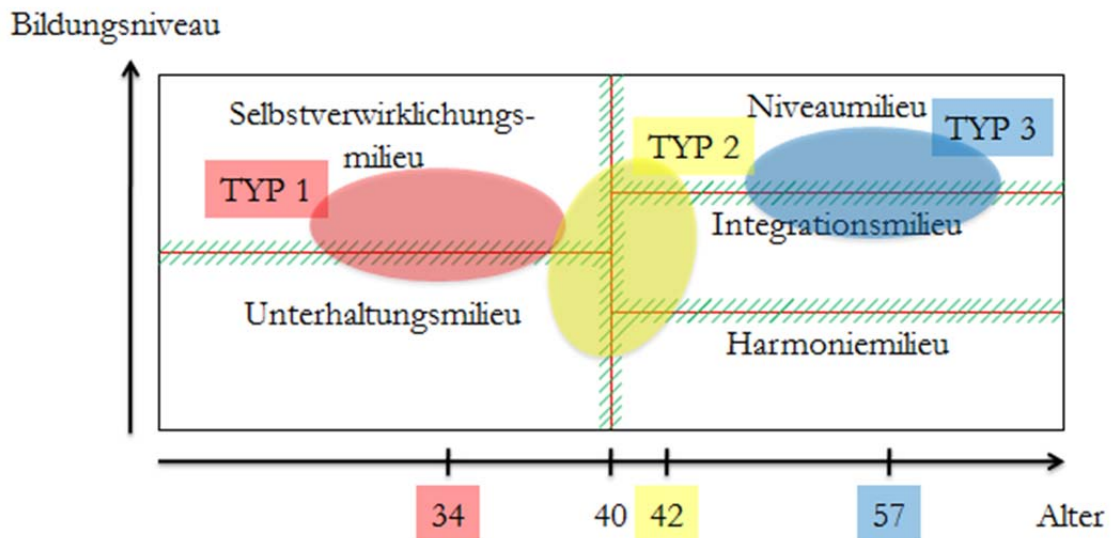 Bildungsniveau
Selbstverwirklichungs-
milieu
Niveaumilieu
TYP 1
TYP 2
TYP 3
Integrationsmilieu
Unterhaltungsmilieu
Harmoniemilieu
34
40
42
57
Alter